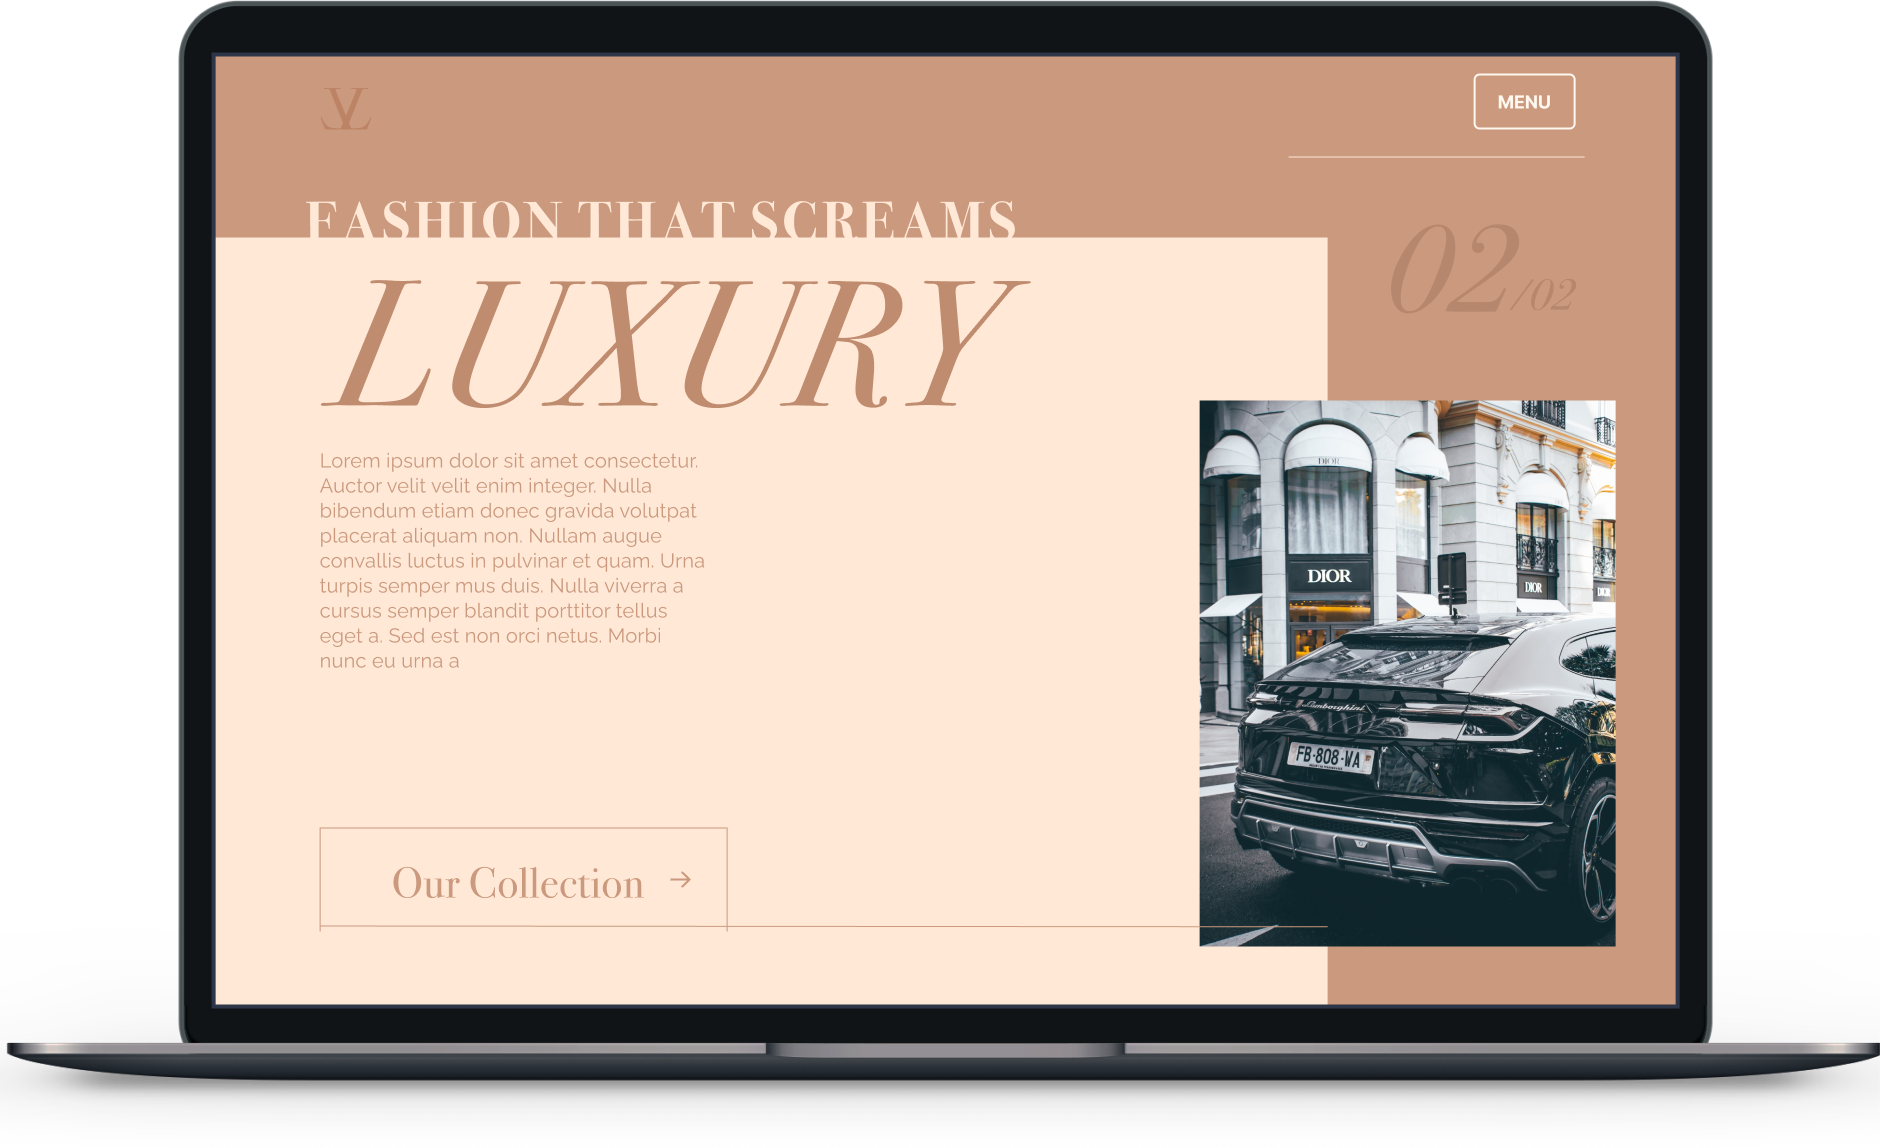 MENU
FASHION THAT SCREAMS
02/02
LUXURY
Lorem ipsum dolor sit amet consectetur.
Auctor velit velit enim integer. Nulla
bibendum etiam donec gravida volutpat
placerat aliquam non. Nullam augue
convallis luctus in pulvinar et quam. Urna
turpis semper mus duis. Nulla viverra a
cursus semper blandit porttitor tellus
eget a. Sed est non orci netus. Morbi
nunc eu urna a
Our Collection →
DIOR
DIOR
DIOR
DIOR
Lamborghini
FB-808-WA